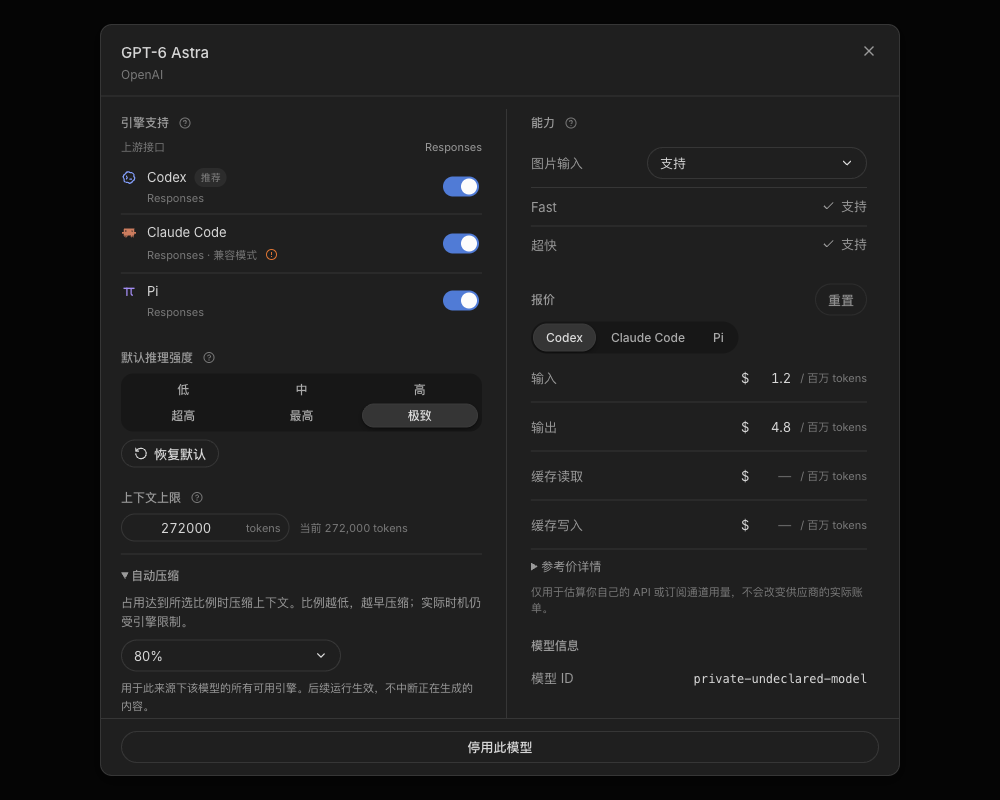 GPT-6 Astra
OpenAI
引擎支持
上游接口 Responses
Codex 推荐
Responses
Claude Code
Responses · 兼容模式
Pi
Responses
默认推理强度
低 中 高
超高 最高 极致
恢复默认
上下文上限
272000 tokens 当前 272,000 tokens
自动压缩
占用达到所选比例时压缩上下文。比例越低，越早压缩；实际时机仍
受引擎限制。
80%
用于此来源下该模型的所有可用引擎。后续运行生效，不中断正在生成的
内容。
能力
图片输入 支持
Fast 支持
超快 支持
报价 重置
Codex Claude Code Pi
输入 $ 1.2 / 百万 tokens
输出 $ 4.8 / 百万 tokens
缓存读取 $ — / 百万 tokens
缓存写入 $ — / 百万 tokens
参考价详情
仅用于估算你自己的 API 或订阅通道用量，不会改变供应商的实际账
单。
模型信息
模型 ID private-undeclared-model
停用此模型